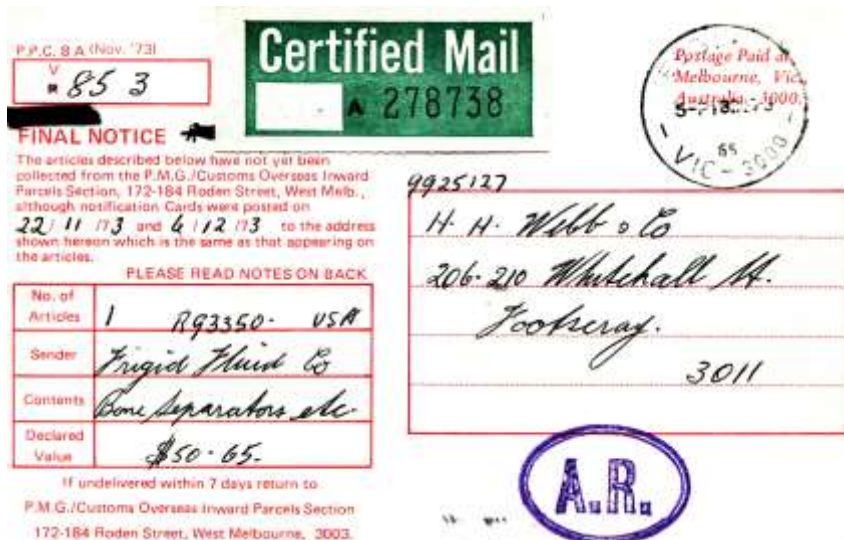 P.P.C. 8 A (Nov. '73)
V
R 85 3
Certified Mail
A 278738
Postage Paid at
Melbourne, Vic.
Australia 3000.
65
VIC - 3000
FINAL NOTICE
The articles described below have not yet been
collected from the P.M.G./Customs Overseas Inward
Parcels Section, 172-184 Roden Street, West Melb.,
although notification Cards were posted on
22/ 11 /73 and 6 / 12 /73 to the address
shown hereon which is the same as that appearing on
the articles.
PLEASE READ NOTES ON BACK
No. of
Articles
1 R93350- USA
Sender
Frigid Fluid Co
Contents
Bone Separators etc.
Declared
Value
$50-65.
If undelivered within 7 days return to
P.M.G./Customs Overseas Inward Parcels Section
172-184 Roden Street, West Melbourne, 3003.
9925127
H. H. Webb & Co
206-210 Whitehall St.
Footscray.
3011
A.R.